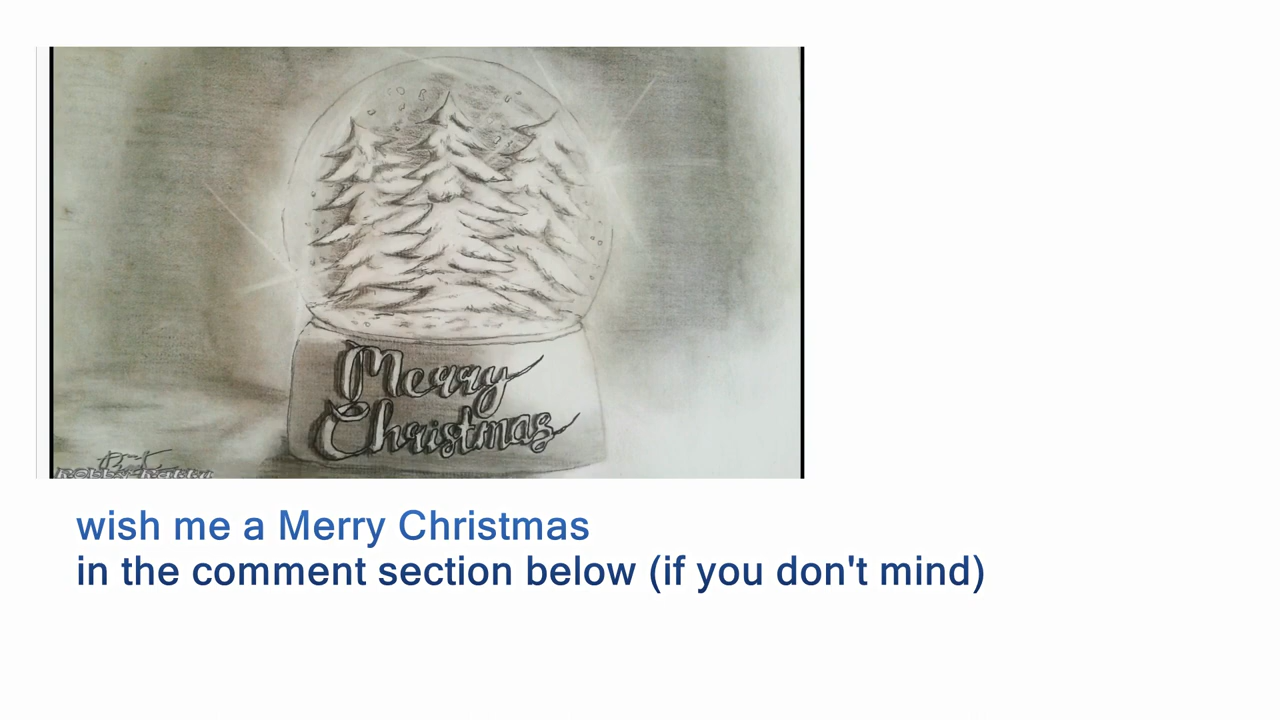 Merry
Christmas
wish me a Merry Christmas
in the comment section below (if you don't mind)